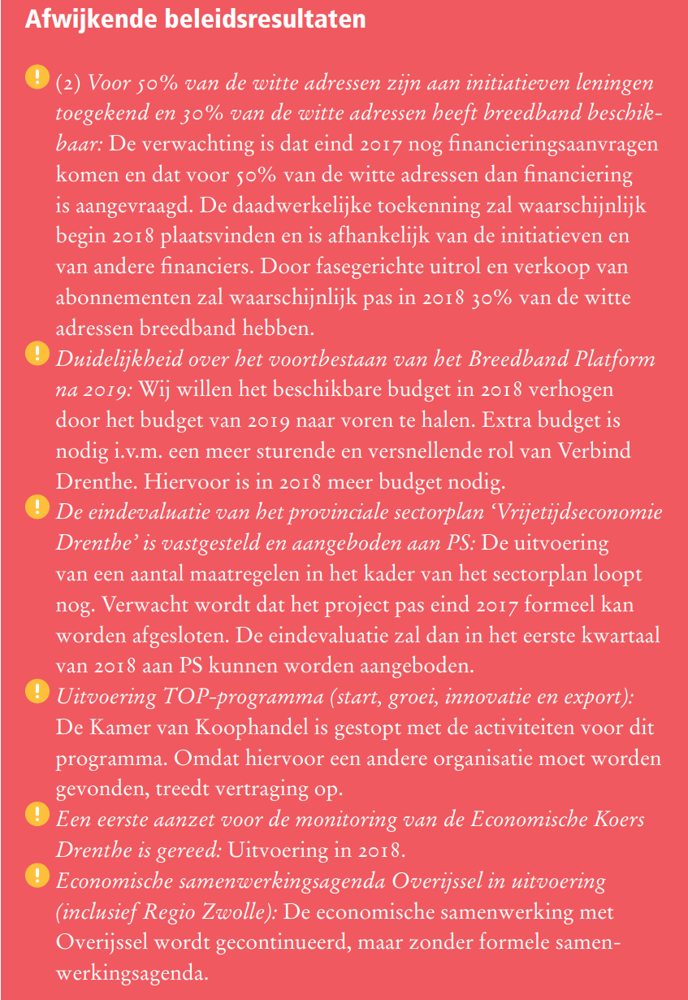 Afwijkende beleidsresultaten
(2) Voor 50% van de witte adressen zijn aan initiatieven leningen
toegekend en 30% van de witte adressen heeft breedband beschik-
baar: De verwachting is dat eind 2017 nog financieringsaanvragen
komen en dat voor 50% van de witte adressen dan financiering
is aangevraagd. De daadwerkelijke toekenning zal waarschijnlijk
begin 2018 plaatsvinden en is afhankelijk van de initiatieven en
van andere financiers. Door fasegerichte uitrol en verkoop van
abonnementen zal waarschijnlijk pas in 2018 30% van de witte
adressen breedband hebben.
Duidelijkheid over het voortbestaan van het Breedband Platform
na 2019: Wij willen het beschikbare budget in 2018 verhogen
door het budget van 2019 naar voren te halen. Extra budget is
nodig i.v.m. een meer sturende en versnellende rol van Verbind
Drenthe. Hiervoor is in 2018 meer budget nodig.
De eindevaluatie van het provinciale sectorplan ‘Vrijetijdseconomie
Drenthe’ is vastgesteld en aangeboden aan PS: De uitvoering
van een aantal maatregelen in het kader van het sectorplan loopt
nog. Verwacht wordt dat het project pas eind 2017 formeel kan
worden afgesloten. De eindevaluatie zal dan in het eerste kwartaal
van 2018 aan PS kunnen worden aangeboden.
Uitvoering TOP-programma (start, groei, innovatie en export):
De Kamer van Koophandel is gestopt met de activiteiten voor dit
programma. Omdat hiervoor een andere organisatie moet worden
gevonden, treedt vertraging op.
Een eerste aanzet voor de monitoring van de Economische Koers
Drenthe is gereed: Uitvoering in 2018.
Economische samenwerkingsagenda Overijssel in uitvoering
(inclusief Regio Zwolle): De economische samenwerking met
Overijssel wordt gecontinueerd, maar zonder formele samen-
werkingsagenda.